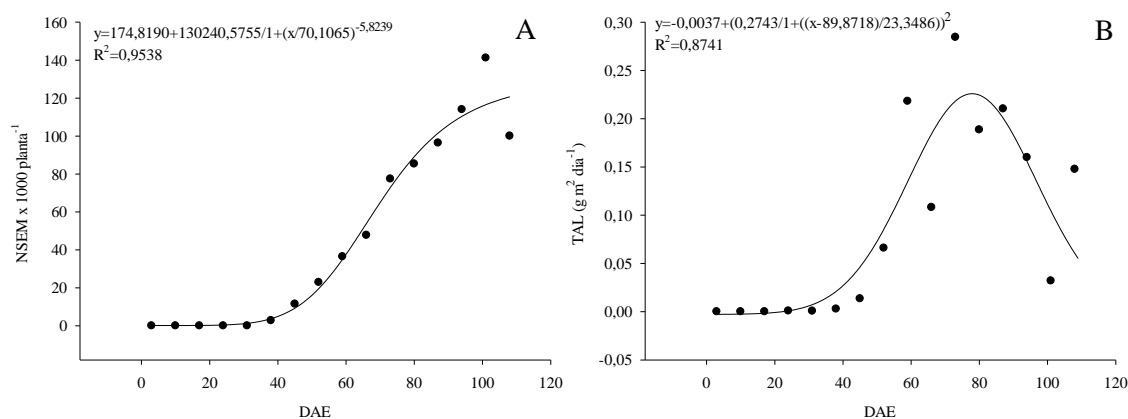 y=174,8190+130240,5755/1+(x/70,1065)-5,8239
R2=0,9538
A
NSEM x 1000 planta-1
160
140
120
100
80
60
40
20
0
0 20 40 60 80 100 120
DAE
y=-0,0037+(0,2743/1+((x-89,8718)/23,3486))2
R2=0,8741
B
TAL (g m2 dia-1)
0,30
0,25
0,20
0,15
0,10
0,05
0,00
-0,05
0 20 40 60 80 100 120
DAE